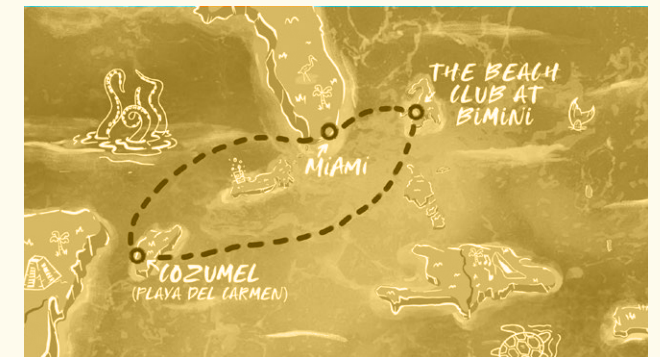 THE BEACH
CLUB AT
BIMINI
MIAMI
COZUMEL
(PLAYA DEL CARMEN)